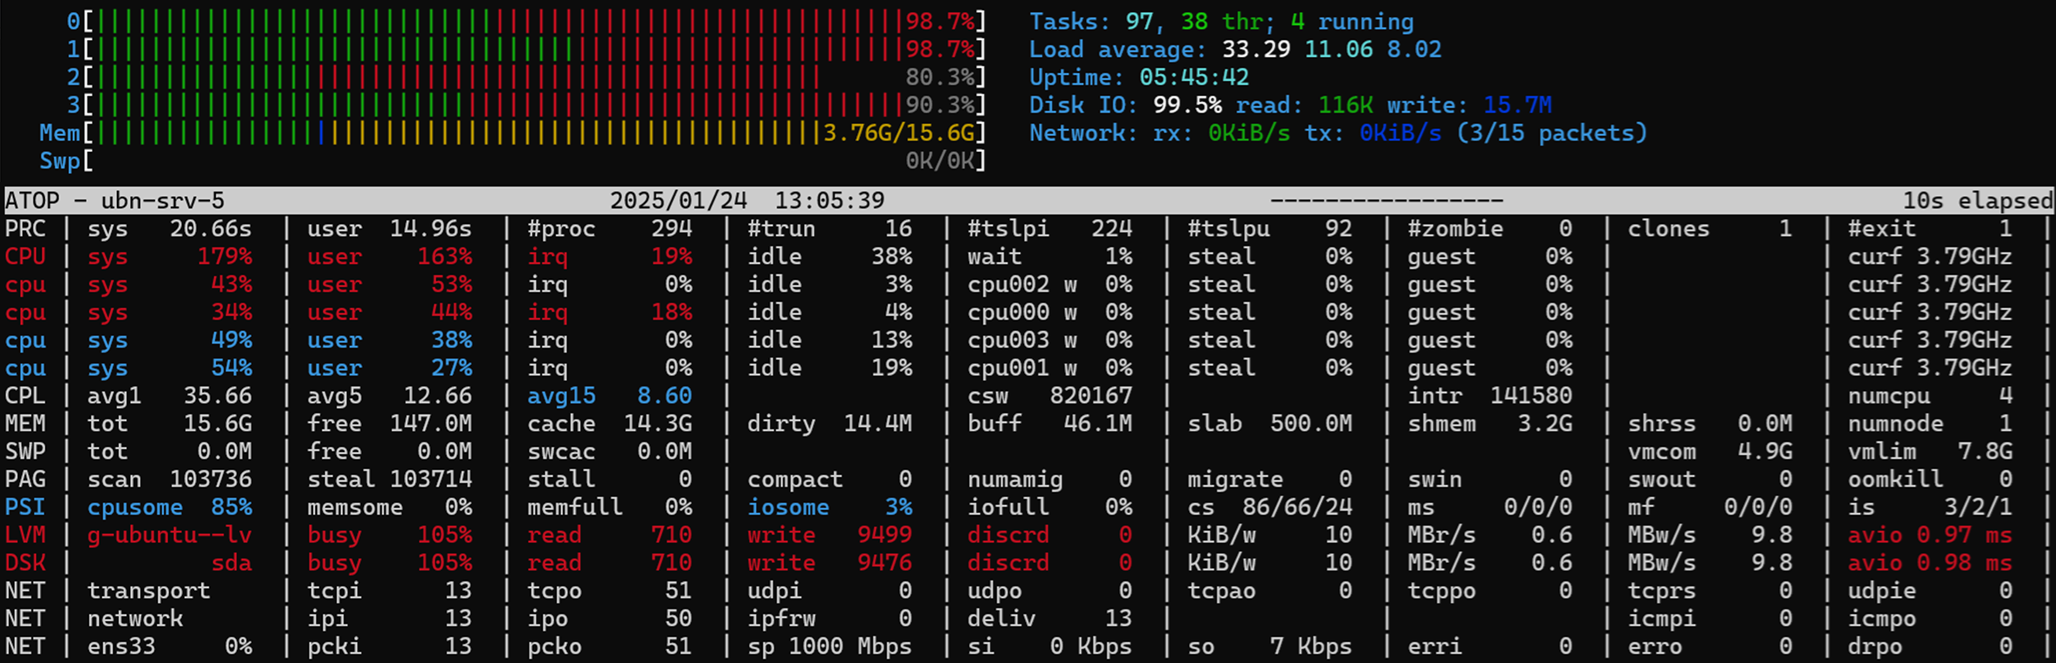 0[98.7%] Tasks: 97, 38 thr; 4 running
1[98.7%] Load average: 33.29 11.06 8.02
2[80.3%] Uptime: 05:45:42
3[90.3%] Disk IO: 99.5% read: 116K write: 15.7M
Mem[3.76G/15.6G] Network: rx: 0KiB/s tx: 0KiB/s (3/15 packets)
Swp[0K/0K]
ATOP - ubn-srv-5 2025/01/24 13:05:39 ----------------- 10s elapsed
PRC | sys 20.66s | user 14.96s | #proc 294 | #trun 16 | #tslpi 224 | #tslpu 92 | #zombie 0 | clones 1 | #exit 1 |
CPU | sys 179% | user 163% | irq 19% | idle 38% | wait 1% | steal 0% | guest 0% | | curf 3.79GHz |
cpu | sys 43% | user 53% | irq 0% | idle 3% | cpu002 w 0% | steal 0% | guest 0% | | curf 3.79GHz |
cpu | sys 34% | user 44% | irq 18% | idle 4% | cpu000 w 0% | steal 0% | guest 0% | | curf 3.79GHz |
cpu | sys 49% | user 38% | irq 0% | idle 13% | cpu003 w 0% | steal 0% | guest 0% | | curf 3.79GHz |
cpu | sys 54% | user 27% | irq 0% | idle 19% | cpu001 w 0% | steal 0% | guest 0% | | curf 3.79GHz |
CPL | avg1 35.66 | avg5 12.66 | avg15 8.60 | | csw 820167 | | intr 141580 | | numcpu 4 |
MEM | tot 15.6G | free 147.0M | cache 14.3G | dirty 14.4M | buff 46.1M | slab 500.0M | shmem 3.2G | shrss 0.0M | numnode 1 |
SWP | tot 0.0M | free 0.0M | swcac 0.0M | | | | | vmcom 4.9G | vmlim 7.8G |
PAG | scan 103736 | steal 103714 | stall 0 | compact 0 | numamig 0 | migrate 0 | swin 0 | swout 0 | oomkill 0 |
PSI | cpusome 85% | memsome 0% | memfull 0% | iosome 3% | iofull 0% | cs 86/66/24 | ms 0/0/0 | mf 0/0/0 | is 3/2/1 |
LVM | g-ubuntu--lv | busy 105% | read 710 | write 9499 | discrd 0 | KiB/w 10 | MBr/s 0.6 | MBw/s 9.8 | avio 0.97 ms |
DSK | sda | busy 105% | read 710 | write 9476 | discrd 0 | KiB/w 10 | MBr/s 0.6 | MBw/s 9.8 | avio 0.98 ms |
NET | transport | tcpi 13 | tcpo 51 | udpi 0 | udpo 0 | tcpao 0 | tcppo 0 | tcprs 0 | udpie 0 |
NET | network | ipi 13 | ipo 50 | ipfrw 0 | deliv 13 | | | icmpi 0 | icmpo 0 |
NET | ens33 0% | pcki 13 | pcko 51 | sp 1000 Mbps | si 0 Kbps | so 7 Kbps | erri 0 | erro 0 | drpo 0 |